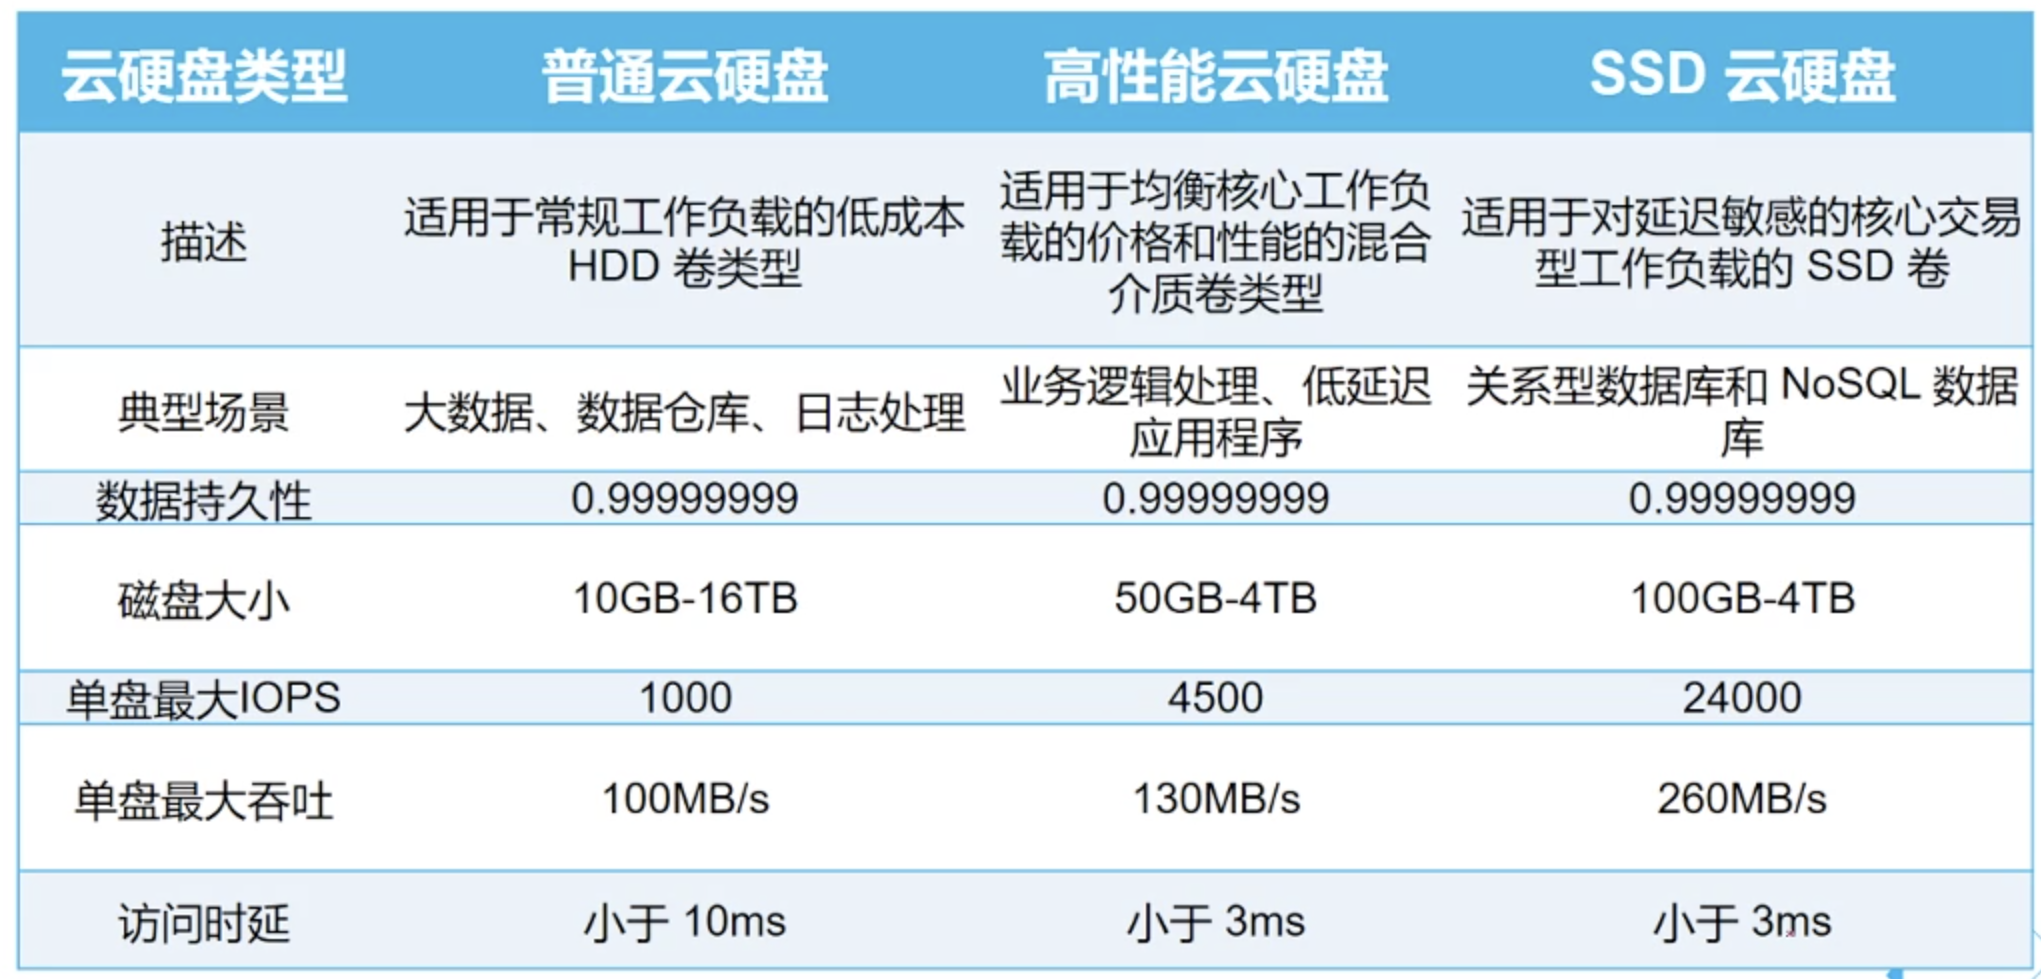 云硬盘类型 普通云硬盘 高性能云硬盘 SSD 云硬盘
描述
适用于常规工作负载的低成本
HDD 卷类型
适用于均衡核心工作负
载的价格和性能的混合
介质卷类型
适用于对延迟敏感的核心交易
型工作负载的 SSD 卷
典型场景
大数据、数据仓库、日志处理
业务逻辑处理、低延迟
应用程序
关系型数据库和 NoSQL 数据
库
数据持久性 0.99999999 0.99999999 0.99999999
磁盘大小 10GB-16TB 50GB-4TB 100GB-4TB
单盘最大IOPS 1000 4500 24000
单盘最大吞吐 100MB/s 130MB/s 260MB/s
访问时延 小于 10ms 小于 3ms 小于 3ms